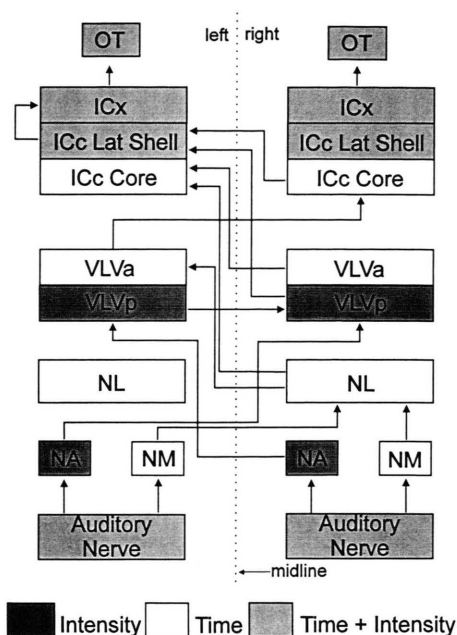 left right
OT OT
ICx ICx
ICc Lat Shell ICc Lat Shell
ICc Core ICc Core
VLVa VLVa
VLVp VLVp
NL NL
NA NM NA NM
Auditory Auditory
Nerve Nerve
midline
Intensity Time Time + Intensity